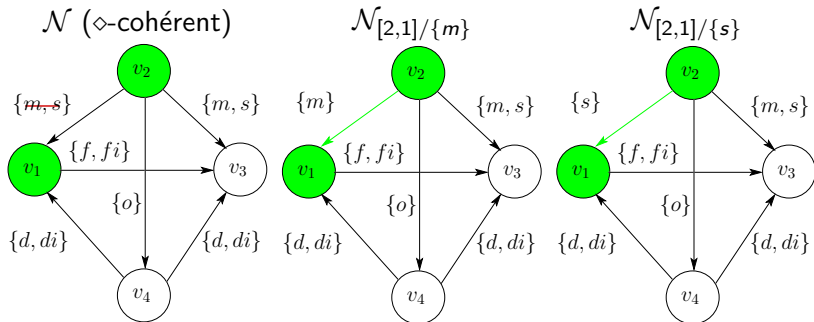 𝒩 (⋄-cohérent)
v₂
{m, s}
{m, s}
{f, fi}
v₁
v₃
{o}
{d, di}
{d, di}
v₄
𝒩[2,1]/{m}
v₂
{m}
{m, s}
{f, fi}
v₁
v₃
{o}
{d, di}
{d, di}
v₄
𝒩[2,1]/{s}
v₂
{s}
{m, s}
{f, fi}
v₁
v₃
{o}
{d, di}
{d, di}
v₄